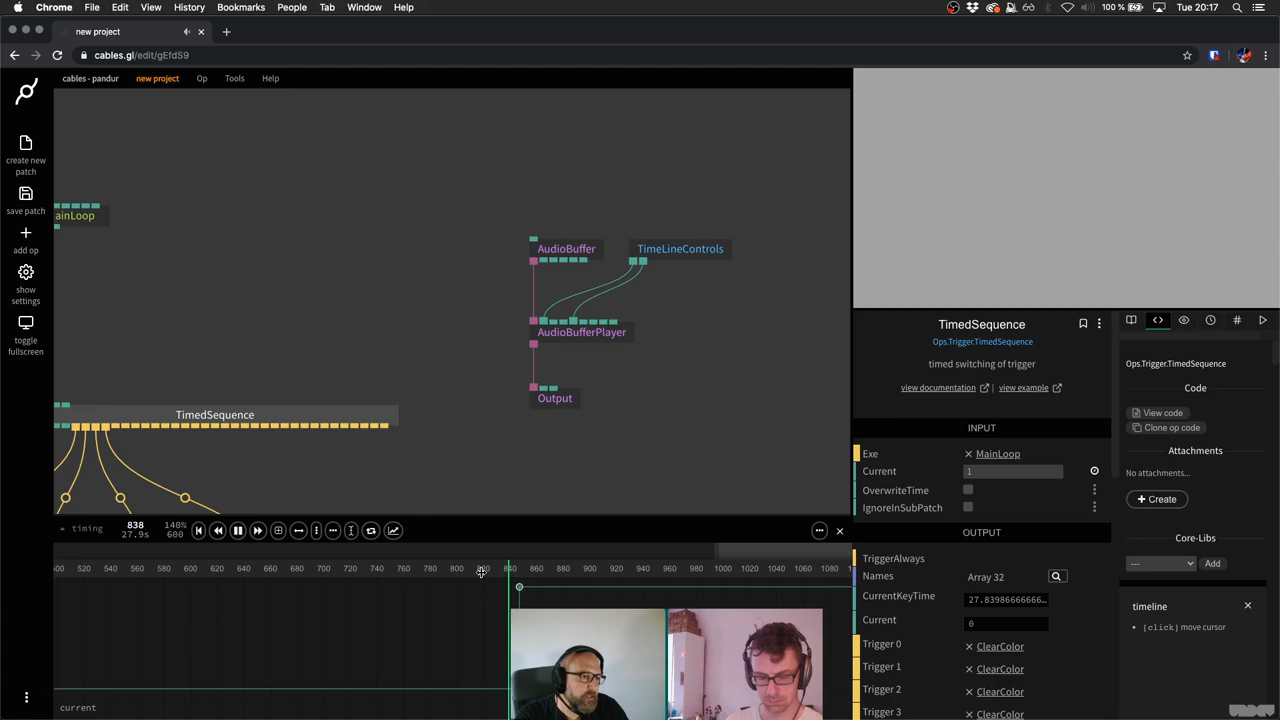 Chrome File Edit View History Bookmarks People Tab Window Help 100 % Tue 20:17
new project
cables.gl/edit/gEfdS9
cables - pandur new project Op Tools Help
create new
patch
save patch
add op
show
settings
toggle
fullscreen
ainLoop
AudioBuffer TimeLineControls
AudioBufferPlayer
Output
TimedSequence
TimedSequence
Ops.Trigger.TimedSequence
timed switching of trigger
view documentation view example
INPUT
Exe MainLoop
Current 1
OverwriteTime
IgnoreInSubPatch
OUTPUT
TriggerAlways
Names Array 32
CurrentKeyTime 27.83986666666…
Current 0
Trigger 0 ClearColor
Trigger 1 ClearColor
Trigger 2 ClearColor
Trigger 3 ClearColor
Ops.Trigger.TimedSequence
Code
View code
Clone op code
Attachments
No attachments...
Create
Core-Libs
--- Add
timeline
[click] move cursor
timing 838 140%
27.9s 600
520 540 560 580 600 620 640 660 680 700 720 740 760 780 800 820 840 860 880 900 920 940 960 980 1000 1020 1040 1060 1080
current